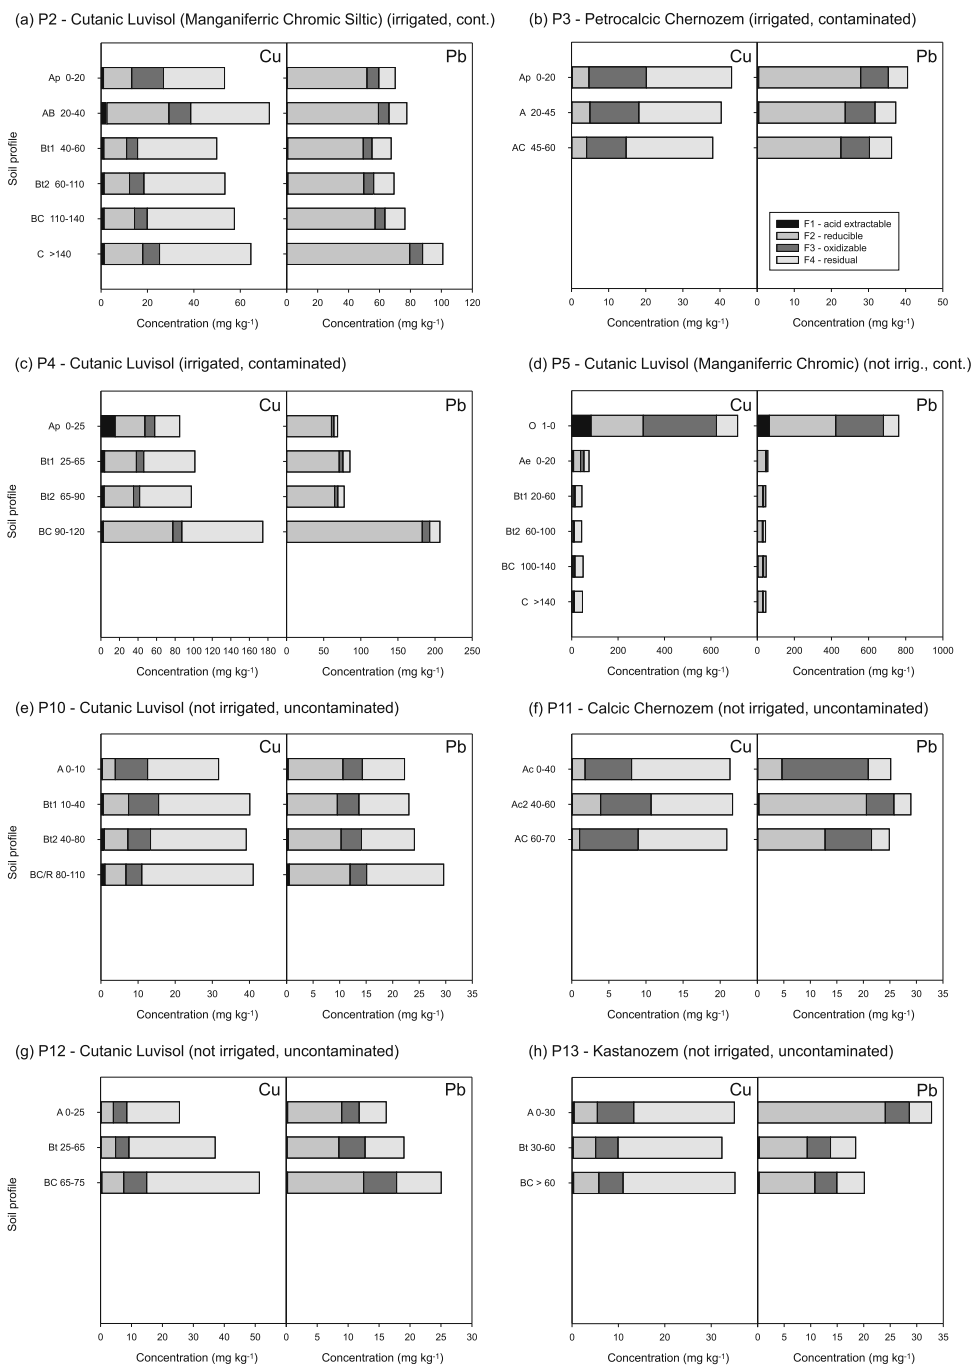 (a) P2 - Cutanic Luvisol (Manganiferric Chromic Siltic) (irrigated, cont.)
Cu Pb
Soil profile
Ap 0-20
AB 20-40
Bt1 40-60
Bt2 60-110
BC 110-140
C >140
0 20 40 60 0 20 40 60 80 100 120
Concentration (mg kg-1) Concentration (mg kg-1)
(b) P3 - Petrocalcic Chernozem (irrigated, contaminated)
Cu Pb
Ap 0-20
A 20-45
AC 45-60
F1 - acid extractable
F2 - reducible
F3 - oxidizable
F4 - residual
0 10 20 30 0 10 20 30 40 50
Concentration (mg kg-1) Concentration (mg kg-1)
(c) P4 - Cutanic Luvisol (irrigated, contaminated)
Cu Pb
Soil profile
Ap 0-25
Bt1 25-65
Bt2 65-90
BC 90-120
0 20 40 60 80 100 120 140 160 180 0 50 100 150 200 250
Concentration (mg kg-1) Concentration (mg kg-1)
(d) P5 - Cutanic Luvisol (Manganiferric Chromic) (not irrig., cont.)
Cu Pb
O 1-0
Ae 0-20
Bt1 20-60
Bt2 60-100
BC 100-140
C >140
0 200 400 600 0 200 400 600 800 1000
Concentration (mg kg-1) Concentration (mg kg-1)
(e) P10 - Cutanic Luvisol (not irrigated, uncontaminated)
Cu Pb
Soil profile
A 0-10
Bt1 10-40
Bt2 40-80
BC/R 80-110
0 10 20 30 40 0 5 10 15 20 25 30 35
Concentration (mg kg-1) Concentration (mg kg-1)
(f) P11 - Calcic Chernozem (not irrigated, uncontaminated)
Cu Pb
Ac 0-40
Ac2 40-60
AC 60-70
0 5 10 15 20 0 5 10 15 20 25 30 35
Concentration (mg kg-1) Concentration (mg kg-1)
(g) P12 - Cutanic Luvisol (not irrigated, uncontaminated)
Cu Pb
Soil profile
A 0-25
Bt 25-65
BC 65-75
0 10 20 30 40 50 0 5 10 15 20 25 30
Concentration (mg kg-1) Concentration (mg kg-1)
(h) P13 - Kastanozem (not irrigated, uncontaminated)
Cu Pb
A 0-30
Bt 30-60
BC > 60
0 10 20 30 0 5 10 15 20 25 30 35
Concentration (mg kg-1) Concentration (mg kg-1)